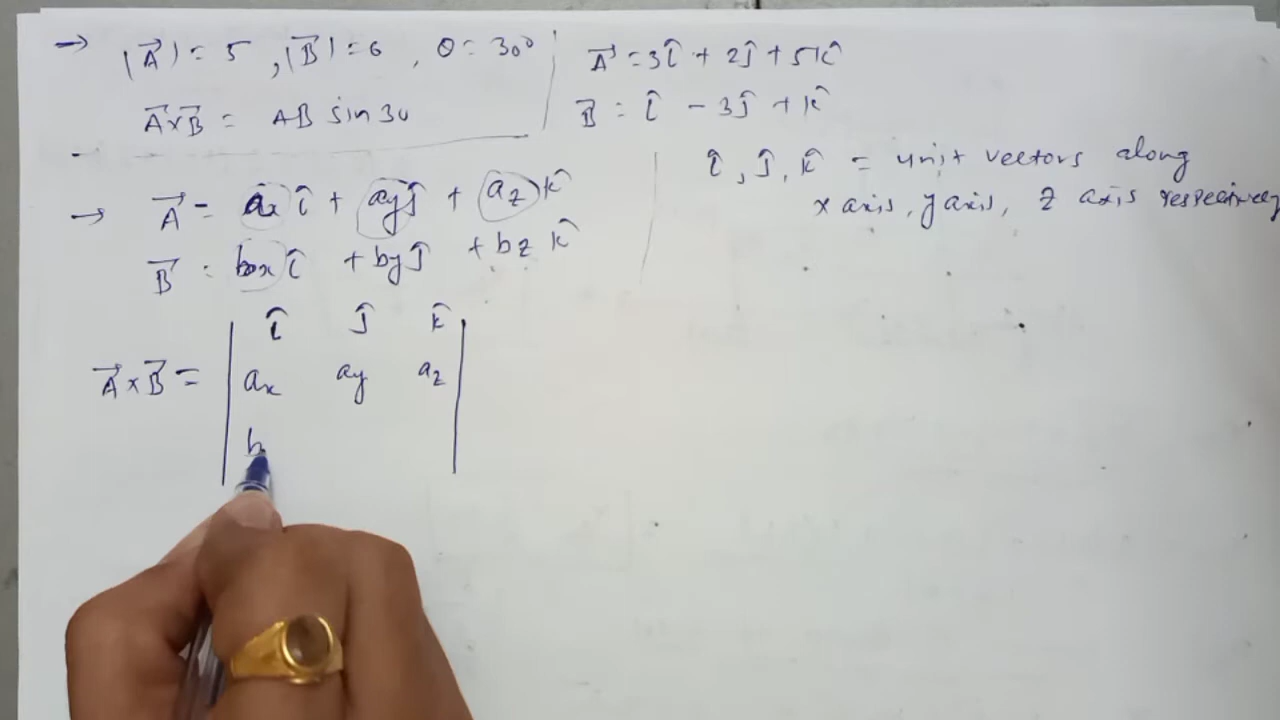 → |A⃗| = 5 , |B⃗| = 6 , θ = 30°
A⃗×B⃗ = AB sin 30
A⃗ = 3î + 2ĵ + 5k̂
B⃗ = î - 3ĵ + k̂
î, ĵ, k̂ = unit vectors along
x axis, y axis, z axis respectively
→ A⃗ = ax î + ay ĵ + az k̂
B⃗ : bx î + by ĵ + bz k̂
î ĵ k̂
A⃗×B⃗ = ax ay az
b